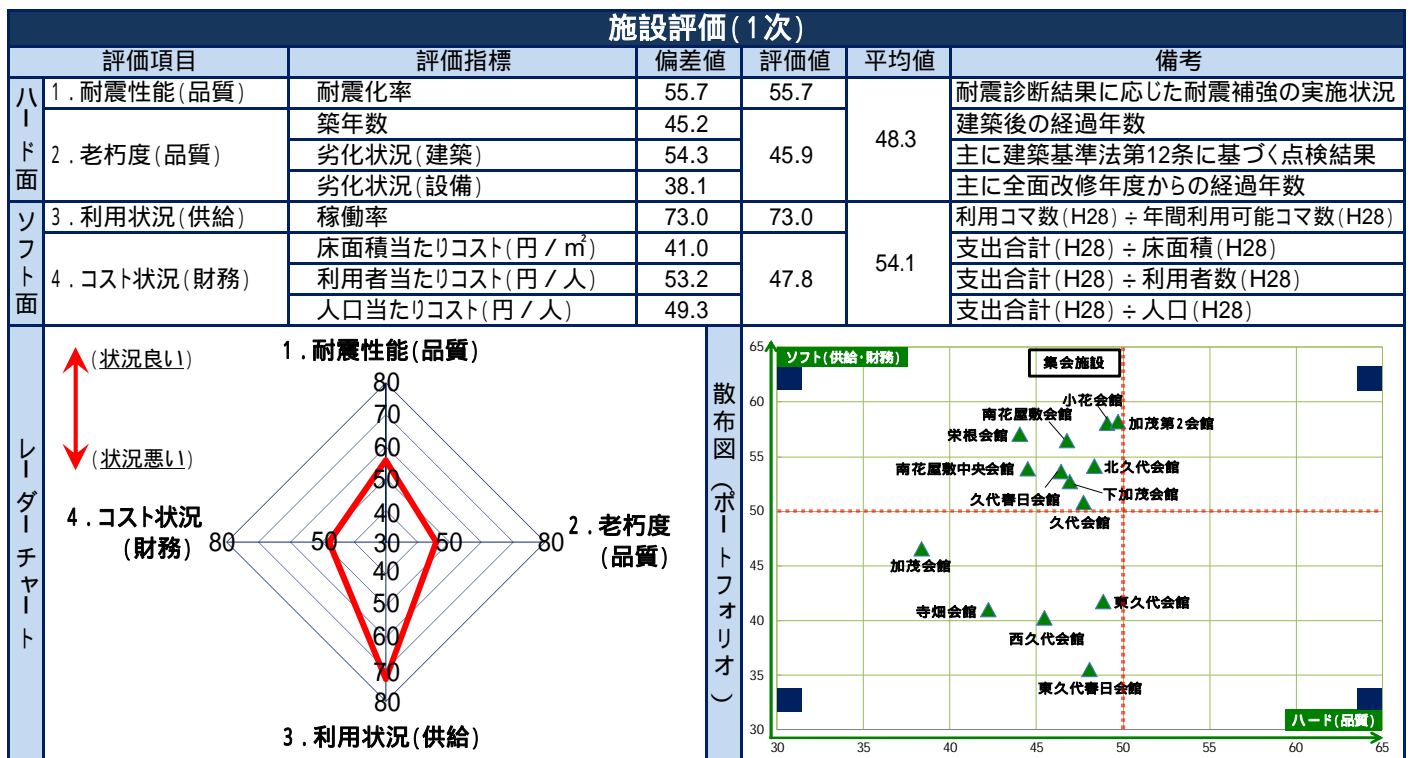 施設評価(1次)
評価項目 評価指標 偏差値 評価値 平均値 備考
ハード面
1.耐震性能(品質) 耐震化率 55.7 55.7 耐震診断結果に応じた耐震補強の実施状況
2.老朽度(品質) 築年数 45.2 45.9 48.3 建築後の経過年数
劣化状況(建築) 54.3 主に建築基準法第12条に基づく点検結果
劣化状況(設備) 38.1 主に全面改修年度からの経過年数
ソフト面
3.利用状況(供給) 稼働率 73.0 73.0 利用コマ数(H28)÷年間利用可能コマ数(H28)
4.コスト状況(財務) 床面積当たりコスト(円/㎡) 41.0 47.8 54.1 支出合計(H28)÷床面積(H28)
利用者当たりコスト(円/人) 53.2 支出合計(H28)÷利用者数(H28)
人口当たりコスト(円/人) 49.3 支出合計(H28)÷人口(H28)
レーダーチャート
(状況良い)
(状況悪い)
1.耐震性能(品質)
80
70
60
50
40
30
40
50
60
70
80
4.コスト状況
(財務)
80 50 50 80
2.老朽度
(品質)
3.利用状況(供給)
散布図(ポートフォリオ)
ソフト(供給・財務)
集会施設
65
60
55
50
45
40
35
30
小花会館
南花屋敷会館
加茂第2会館
栄根会館
南花屋敷中央会館
北久代会館
久代春日会館
下加茂会館
久代会館
加茂会館
寺畑会館
東久代会館
西久代会館
東久代春日会館
ハード(品質)
30 35 40 45 50 55 60 65